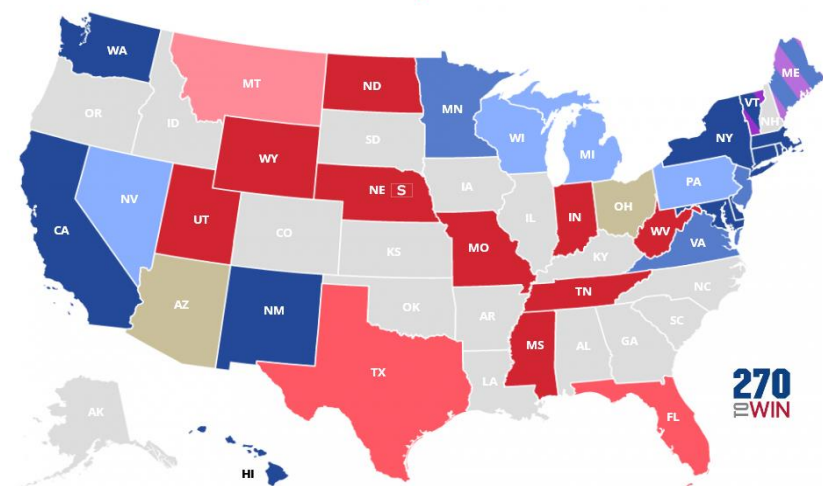 WA
MT
ND
MN
ME
OR
ID
SD
WI
MI
VT
NH
NY
WY
NE S
IA
PA
NV
UT
CO
IL
IN
OH
WV
VA
CA
KS
MO
KY
NC
AZ
NM
OK
AR
TN
SC
TX
LA
MS
AL
GA
FL
AK
HI
270
TO WIN